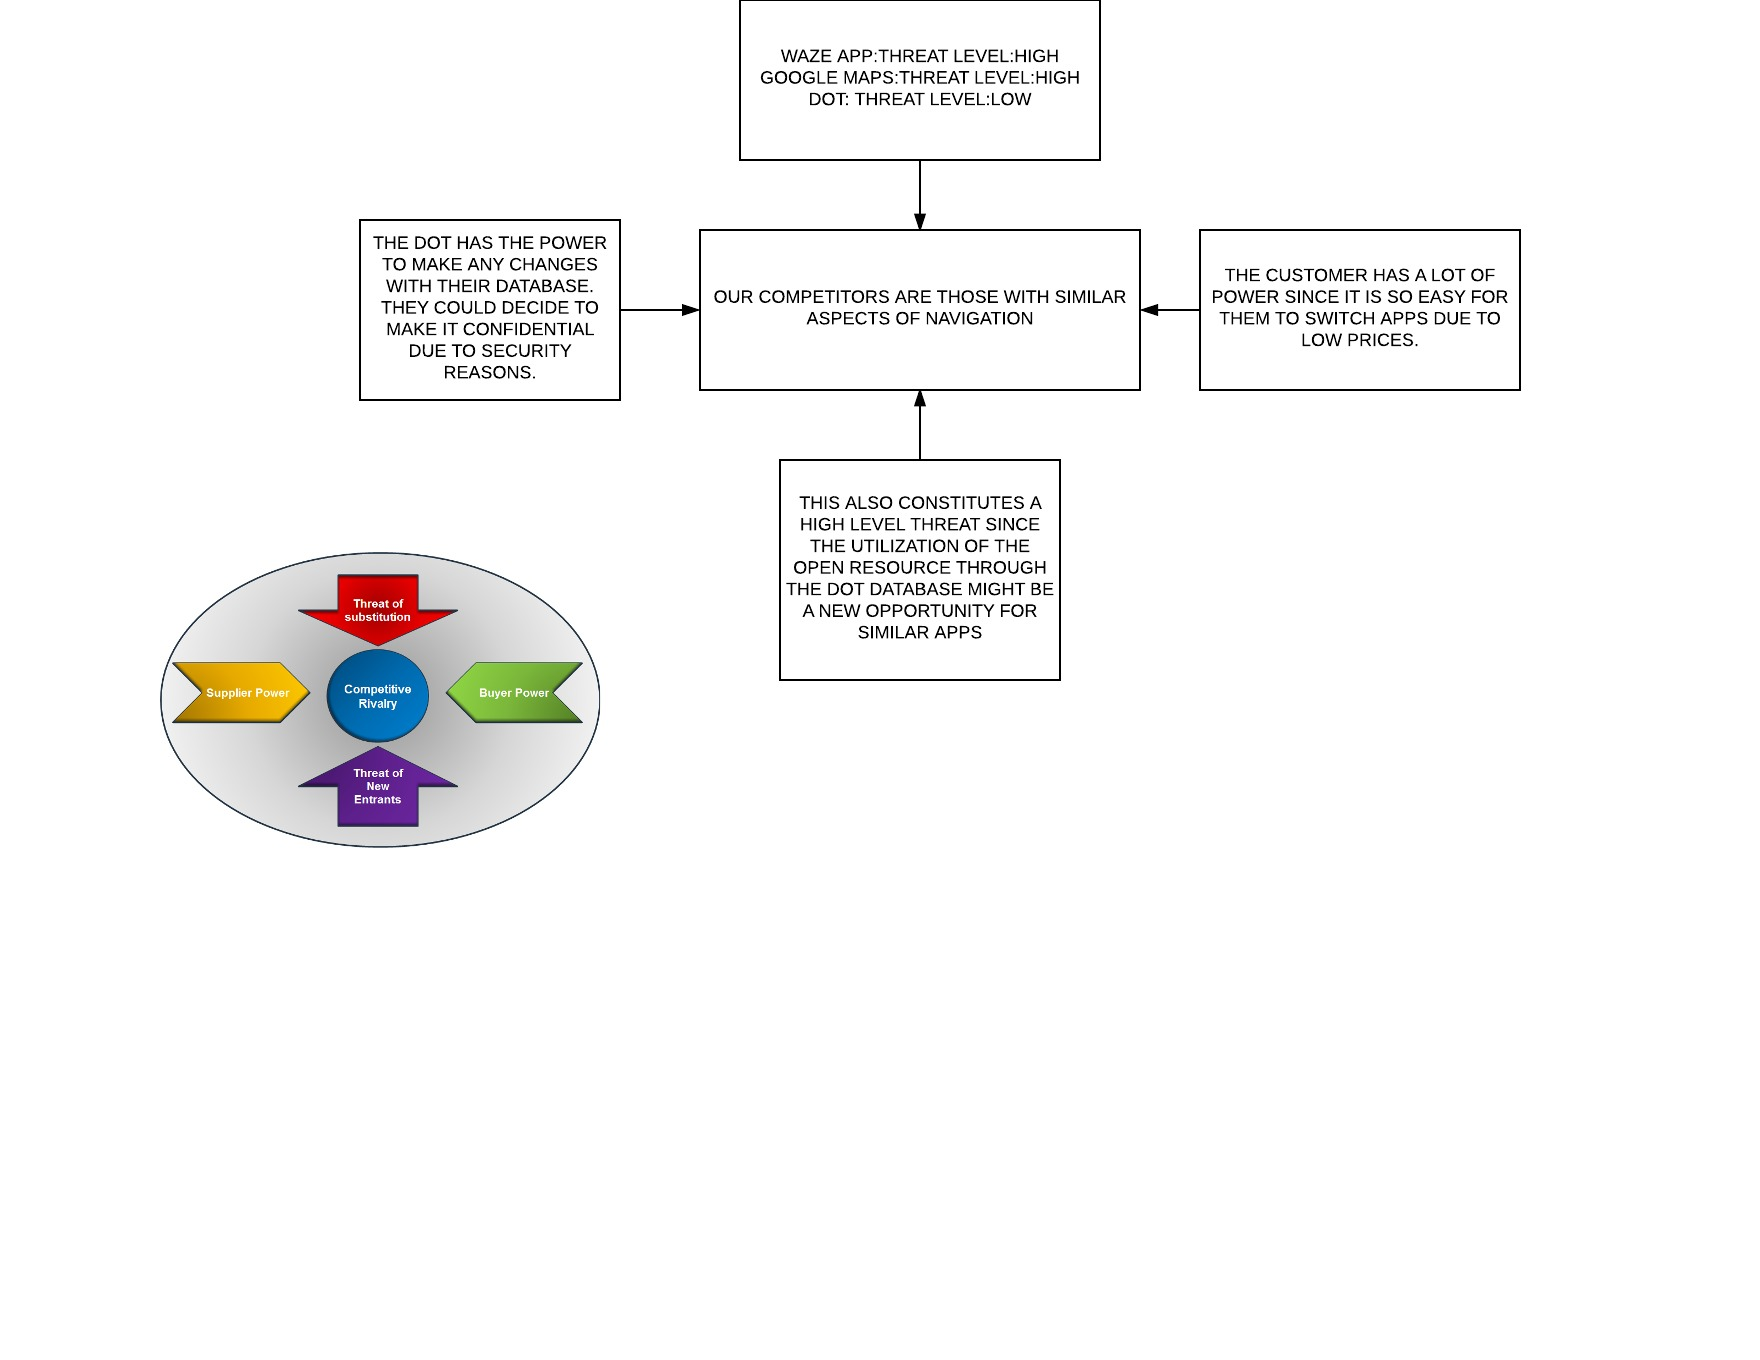 WAZE APP:THREAT LEVEL:HIGH
GOOGLE MAPS:THREAT LEVEL:HIGH
DOT: THREAT LEVEL:LOW
THE DOT HAS THE POWER
TO MAKE ANY CHANGES
WITH THEIR DATABASE.
THEY COULD DECIDE TO
MAKE IT CONFIDENTIAL
DUE TO SECURITY
REASONS.
OUR COMPETITORS ARE THOSE WITH SIMILAR
ASPECTS OF NAVIGATION
THE CUSTOMER HAS A LOT OF
POWER SINCE IT IS SO EASY FOR
THEM TO SWITCH APPS DUE TO
LOW PRICES.
THIS ALSO CONSTITUTES A
HIGH LEVEL THREAT SINCE
THE UTILIZATION OF THE
OPEN RESOURCE THROUGH
THE DOT DATABASE MIGHT BE
A NEW OPPORTUNITY FOR
SIMILAR APPS
Threat of
substitution
Supplier Power
Competitive
Rivalry
Buyer Power
Threat of
New
Entrants